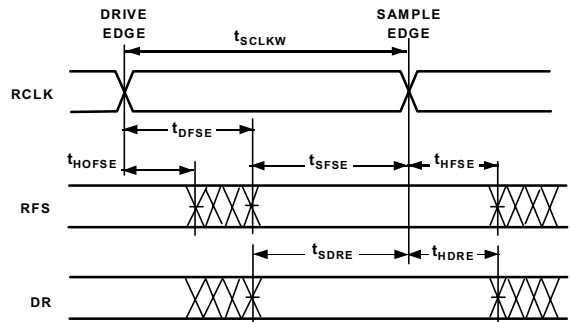 DRIVE EDGE
SAMPLE EDGE
tSCLKW
RCLK
tDFSE
tHOFSE
tSFSE
tHFSE
RFS
tSDRE
tHDRE
DR